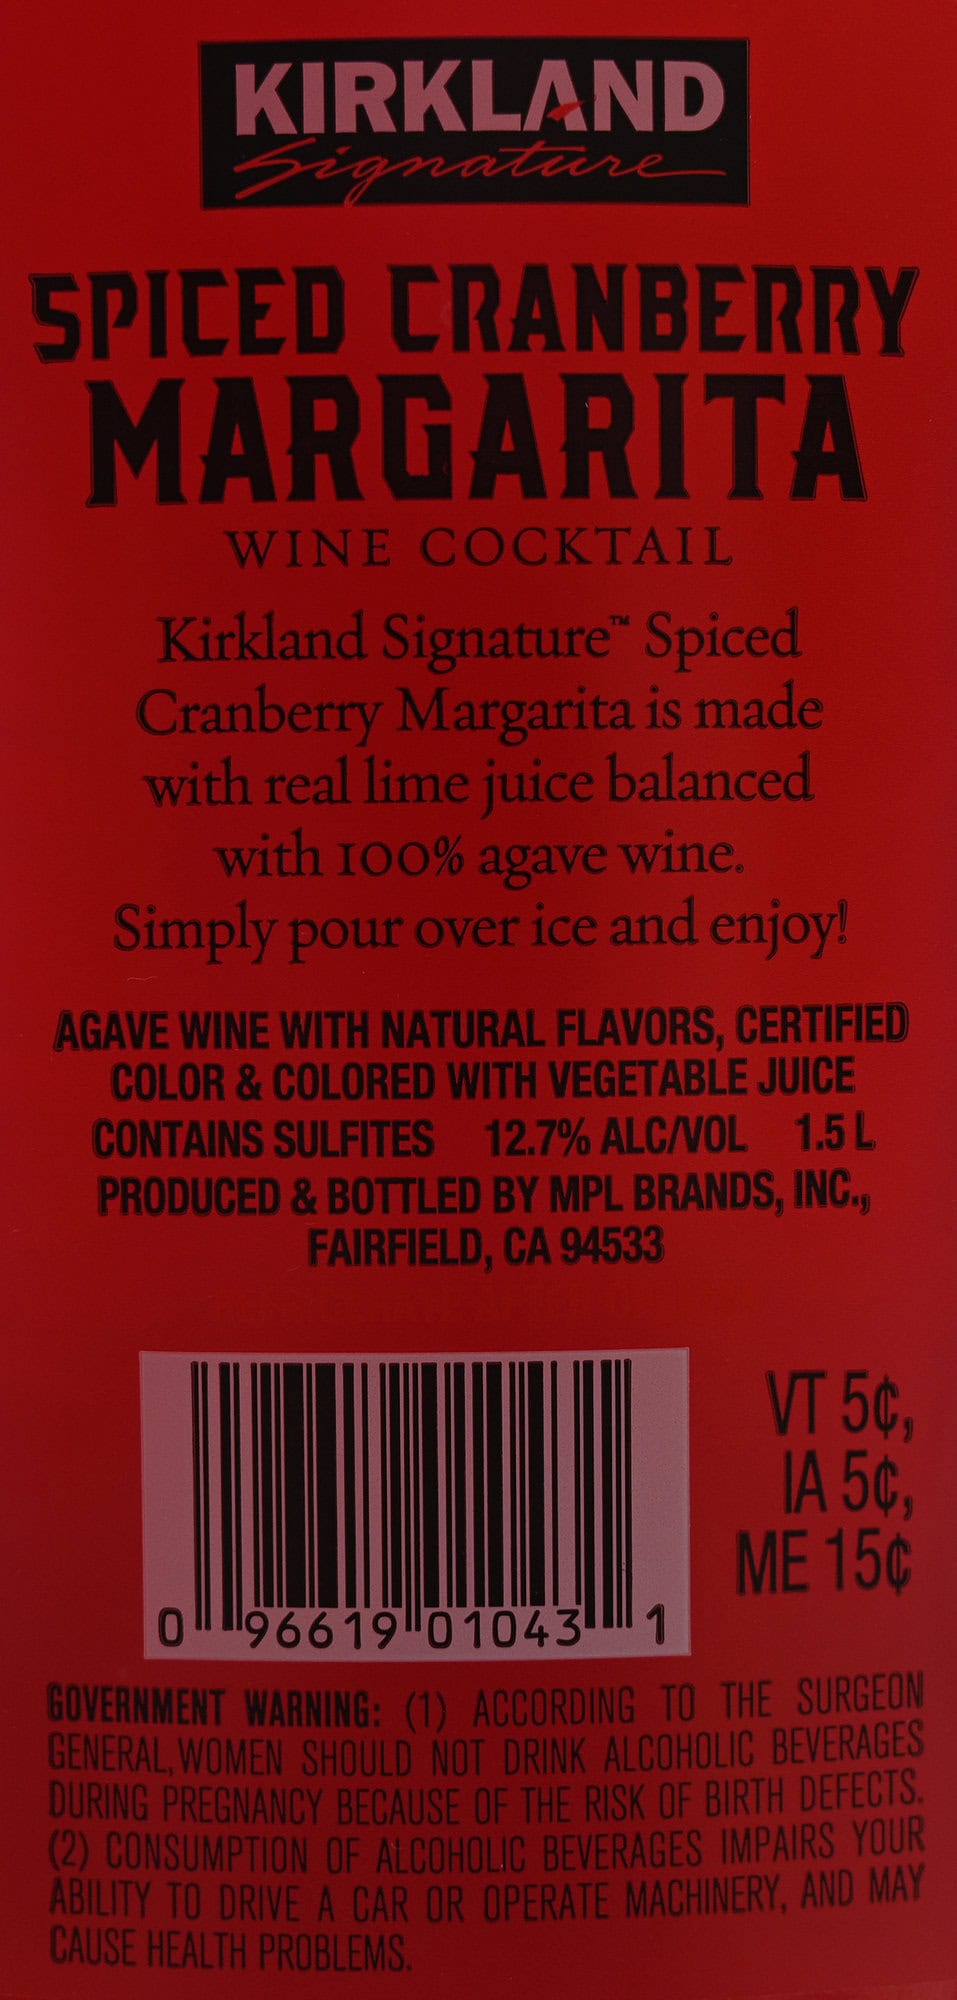 KIRKLAND
Signature
SPICED CRANBERRY
MARGARITA
WINE COCKTAIL
Kirkland Signature™ Spiced
Cranberry Margarita is made
with real lime juice balanced
with 100% agave wine.
Simply pour over ice and enjoy!
AGAVE WINE WITH NATURAL FLAVORS, CERTIFIED
COLOR & COLORED WITH VEGETABLE JUICE
CONTAINS SULFITES 12.7% ALC/VOL 1.5 L
PRODUCED & BOTTLED BY MPL BRANDS, INC.,
FAIRFIELD, CA 94533
VT 5¢,
IA 5¢,
ME 15¢
0 96619 01043 1
GOVERNMENT WARNING: (1) ACCORDING TO THE SURGEON
GENERAL, WOMEN SHOULD NOT DRINK ALCOHOLIC BEVERAGES
DURING PREGNANCY BECAUSE OF THE RISK OF BIRTH DEFECTS.
(2) CONSUMPTION OF ALCOHOLIC BEVERAGES IMPAIRS YOUR
ABILITY TO DRIVE A CAR OR OPERATE MACHINERY, AND MAY
CAUSE HEALTH PROBLEMS.